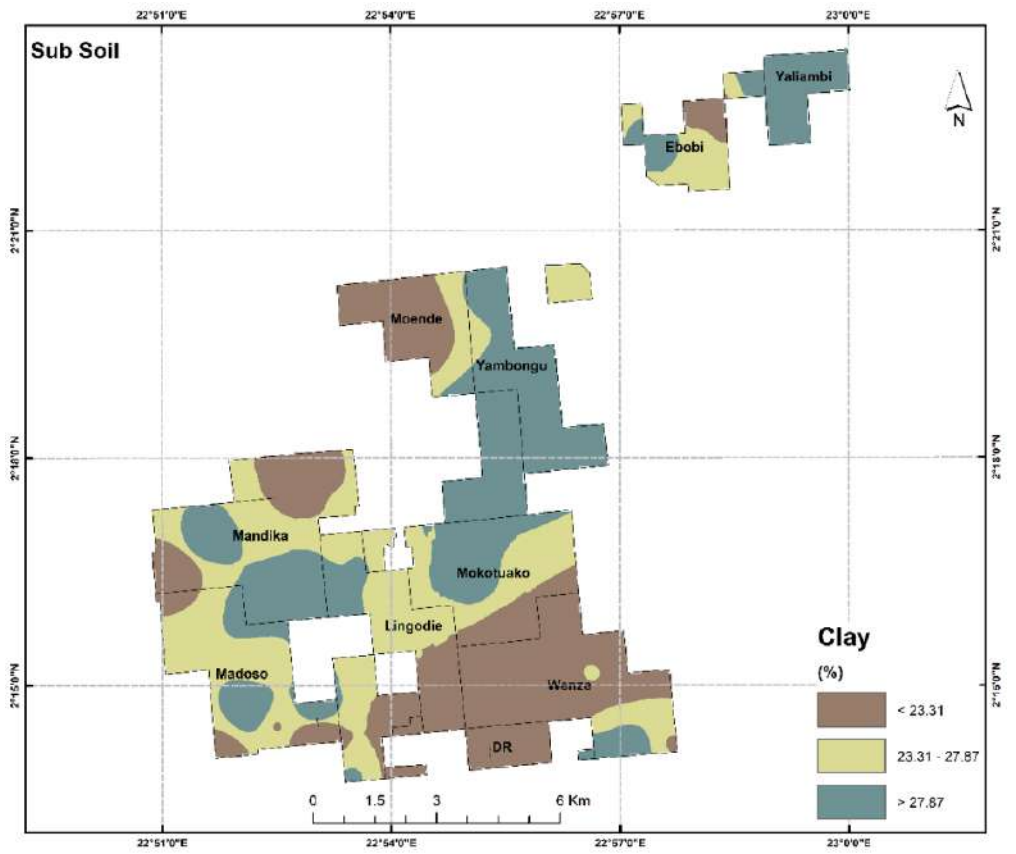 22°51'0"E 22°54'0"E 22°57'0"E 23°0'0"E
Sub Soil
Yaliambi
N
Ebobi
2°21'0"N 2°21'0"N
Moende
Yambongu
2°18'0"N 2°18'0"N
Mandika
Mokotuako
Lingodie
Clay
(%)
Madoso
2°15'0"N 2°15'0"N
Wenze
< 23.31
DR
23.31 - 27.87
0 1.5 3 6 Km
> 27.87
22°51'0"E 22°54'0"E 22°57'0"E 23°0'0"E